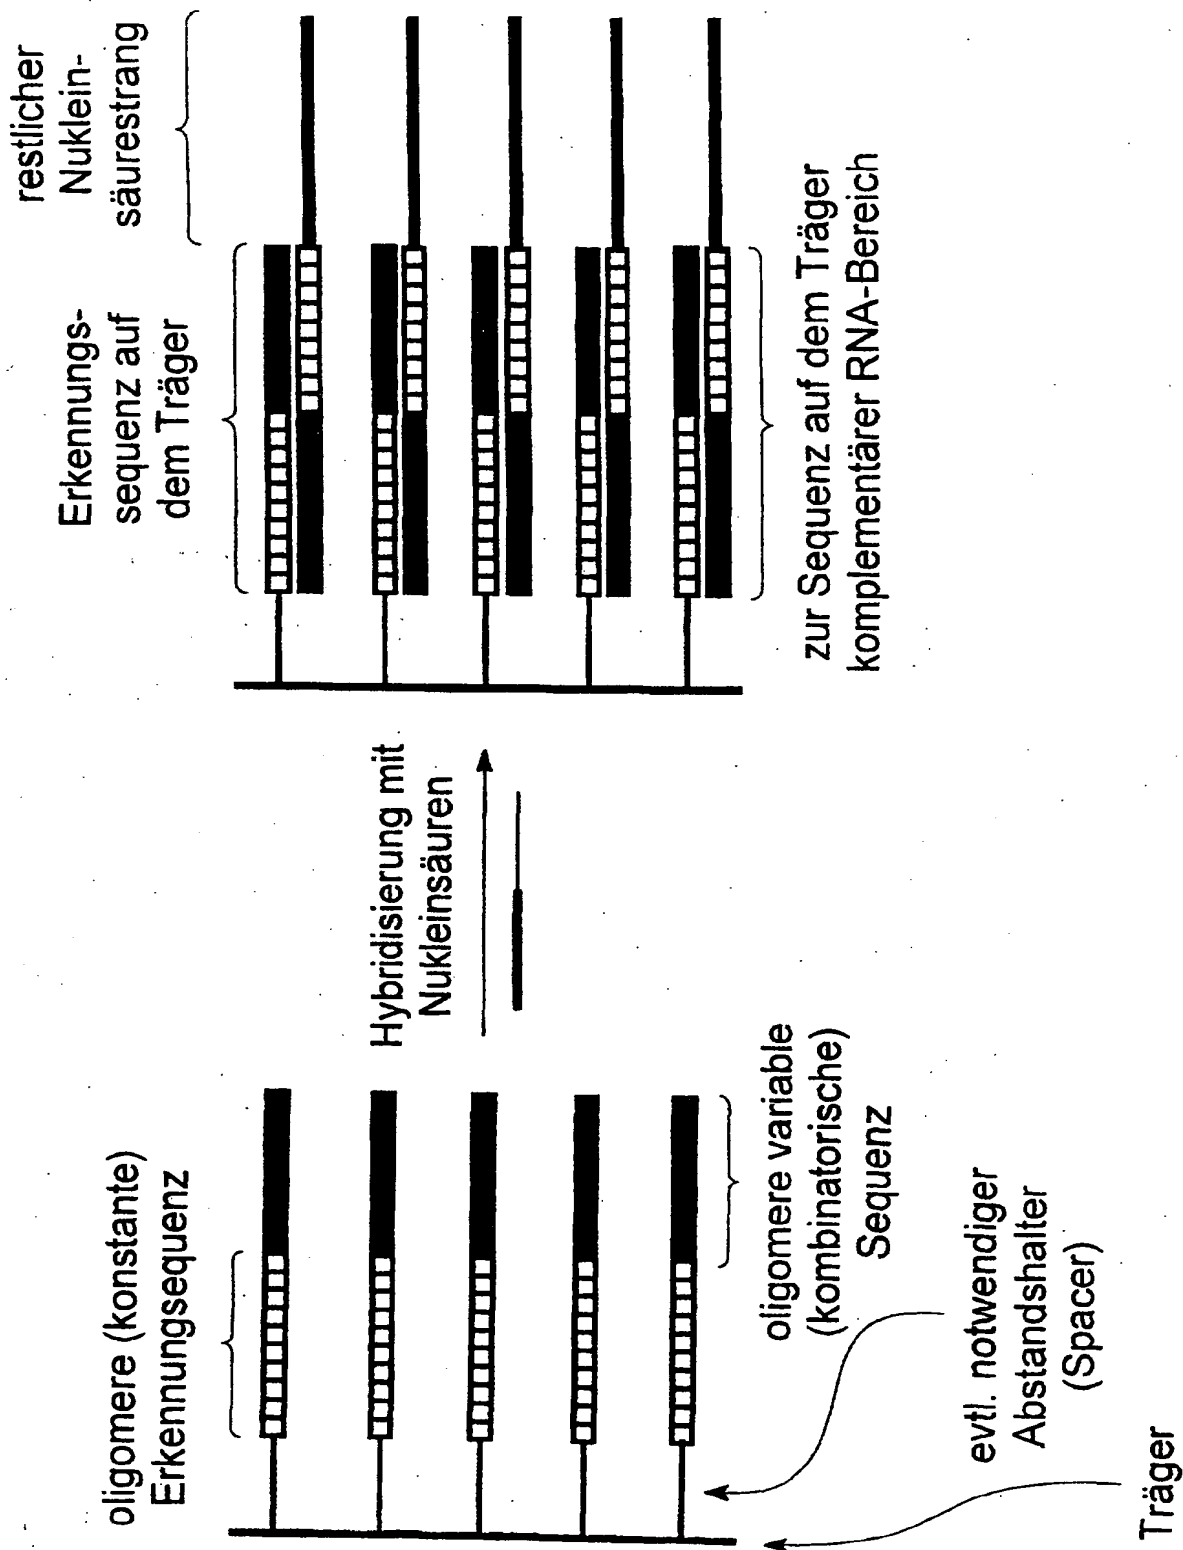 oligomere (konstante)
Erkennungsequenz
oligomere variable
(kombinatorische)
Sequenz
evtl. notwendiger
Abstandshalter
(Spacer)
Träger
Hybridisierung mit
Nukleinsäuren
Erkennungs-
sequenz auf
dem Träger
restlicher
Nuklein-
säurestrang
zur Sequenz auf dem Träger
komplementärer RNA-Bereich